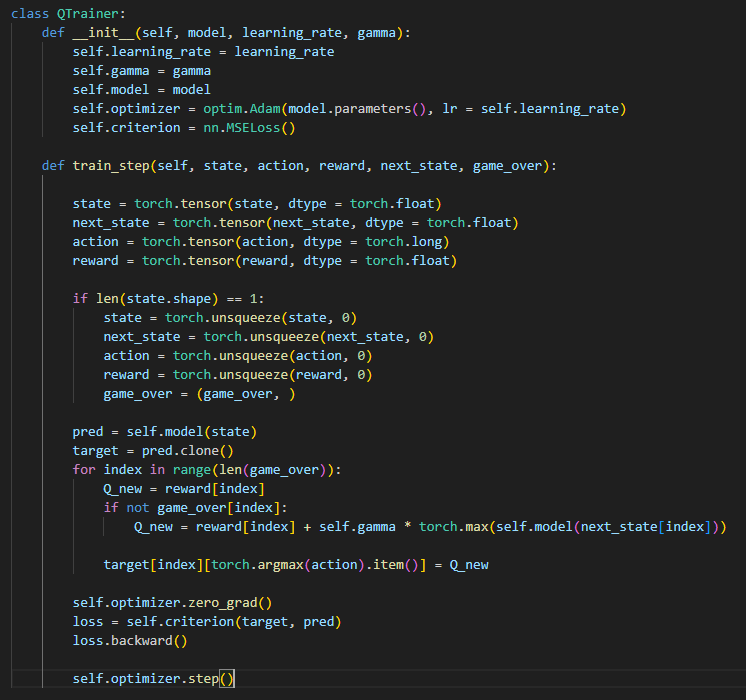 class QTrainer:
    def __init__(self, model, learning_rate, gamma):
        self.learning_rate = learning_rate
        self.gamma = gamma
        self.model = model
        self.optimizer = optim.Adam(model.parameters(), lr = self.learning_rate)
        self.criterion = nn.MSELoss()

    def train_step(self, state, action, reward, next_state, game_over):

        state = torch.tensor(state, dtype = torch.float)
        next_state = torch.tensor(next_state, dtype = torch.float)
        action = torch.tensor(action, dtype = torch.long)
        reward = torch.tensor(reward, dtype = torch.float)

        if len(state.shape) == 1:
            state = torch.unsqueeze(state, 0)
            next_state = torch.unsqueeze(next_state, 0)
            action = torch.unsqueeze(action, 0)
            reward = torch.unsqueeze(reward, 0)
            game_over = (game_over, )

        pred = self.model(state)
        target = pred.clone()
        for index in range(len(game_over)):
            Q_new = reward[index]
            if not game_over[index]:
                Q_new = reward[index] + self.gamma * torch.max(self.model(next_state[index]))

            target[index][torch.argmax(action).item()] = Q_new

        self.optimizer.zero_grad()
        loss = self.criterion(target, pred)
        loss.backward()

        self.optimizer.step()